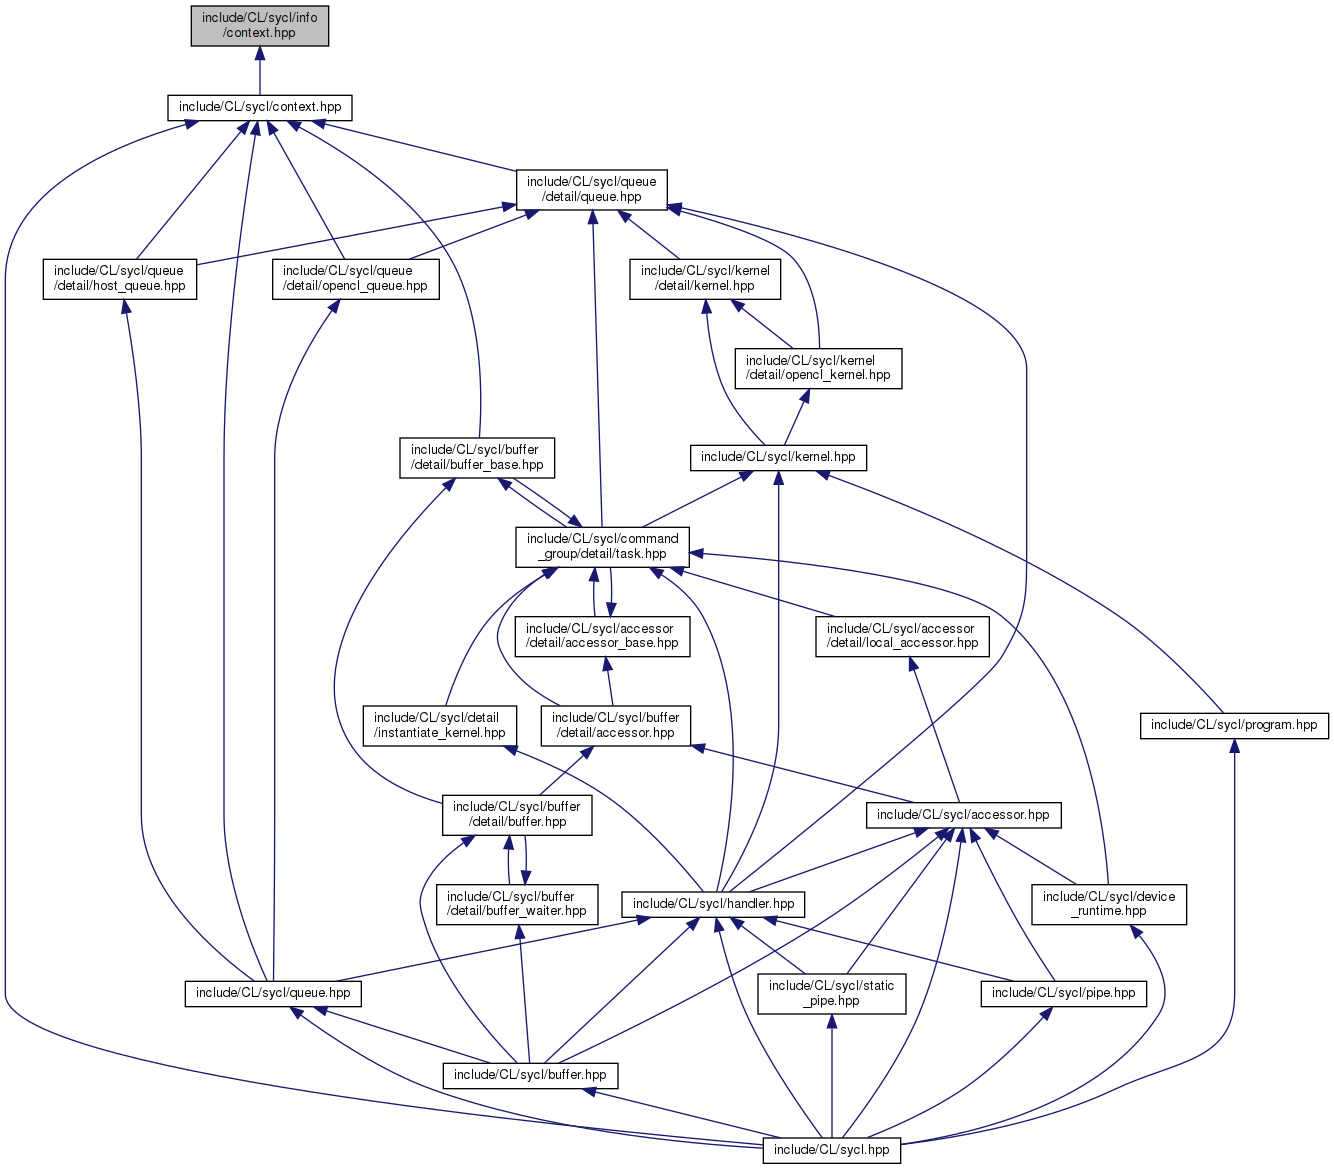 include/CL/sycl/info
/context.hpp
include/CL/sycl/context.hpp
include/CL/sycl/queue
/detail/queue.hpp
include/CL/sycl/queue
/detail/host_queue.hpp
include/CL/sycl/queue
/detail/opencl_queue.hpp
include/CL/sycl/kernel
/detail/kernel.hpp
include/CL/sycl/kernel
/detail/opencl_kernel.hpp
include/CL/sycl/buffer
/detail/buffer_base.hpp
include/CL/sycl/kernel.hpp
include/CL/sycl/command
_group/detail/task.hpp
include/CL/sycl/accessor
/detail/accessor_base.hpp
include/CL/sycl/accessor
/detail/local_accessor.hpp
include/CL/sycl/detail
/instantiate_kernel.hpp
include/CL/sycl/buffer
/detail/accessor.hpp
include/CL/sycl/program.hpp
include/CL/sycl/buffer
/detail/buffer.hpp
include/CL/sycl/accessor.hpp
include/CL/sycl/buffer
/detail/buffer_waiter.hpp
include/CL/sycl/handler.hpp
include/CL/sycl/device
_runtime.hpp
include/CL/sycl/queue.hpp
include/CL/sycl/static
_pipe.hpp
include/CL/sycl/pipe.hpp
include/CL/sycl/buffer.hpp
include/CL/sycl.hpp